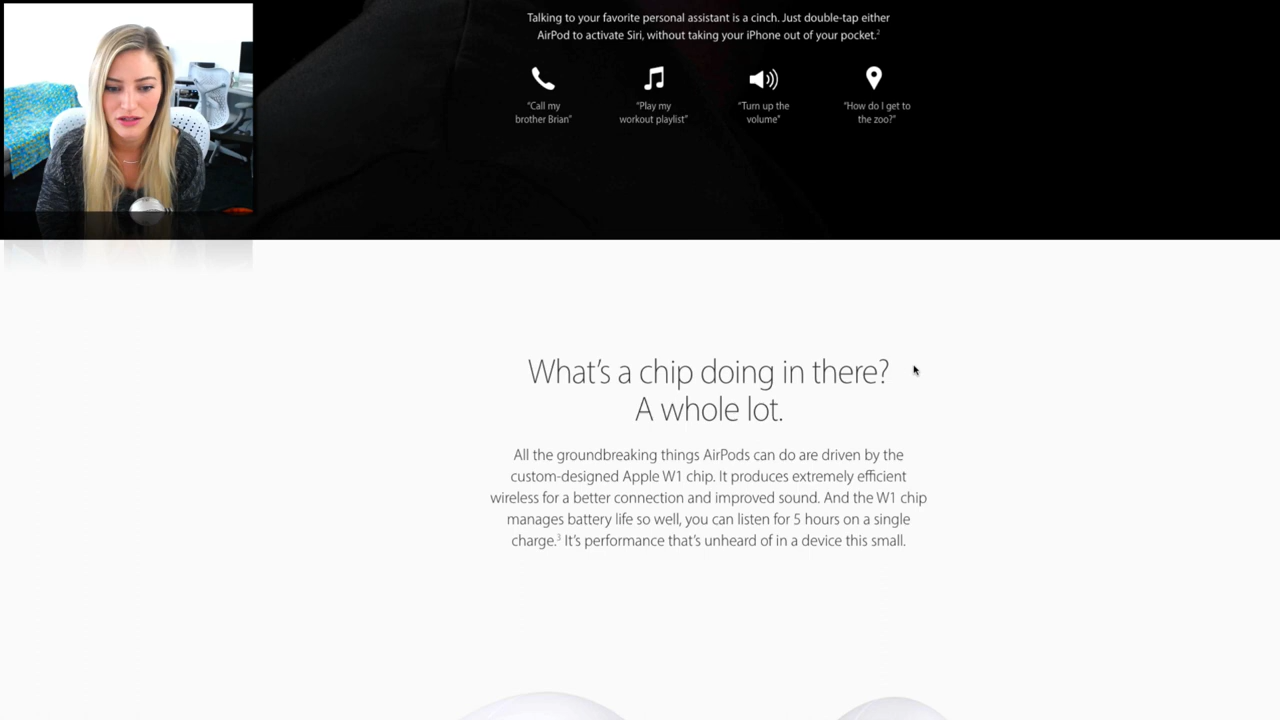 Talking to your favorite personal assistant is a cinch. Just double-tap either
AirPod to activate Siri, without taking your iPhone out of your pocket.2
“Call my
brother Brian”
“Play my
workout playlist”
“Turn up the
volume”
“How do I get to
the zoo?”
What’s a chip doing in there?
A whole lot.
All the groundbreaking things AirPods can do are driven by the
custom-designed Apple W1 chip. It produces extremely efficient
wireless for a better connection and improved sound. And the W1 chip
manages battery life so well, you can listen for 5 hours on a single
charge.3 It’s performance that’s unheard of in a device this small.